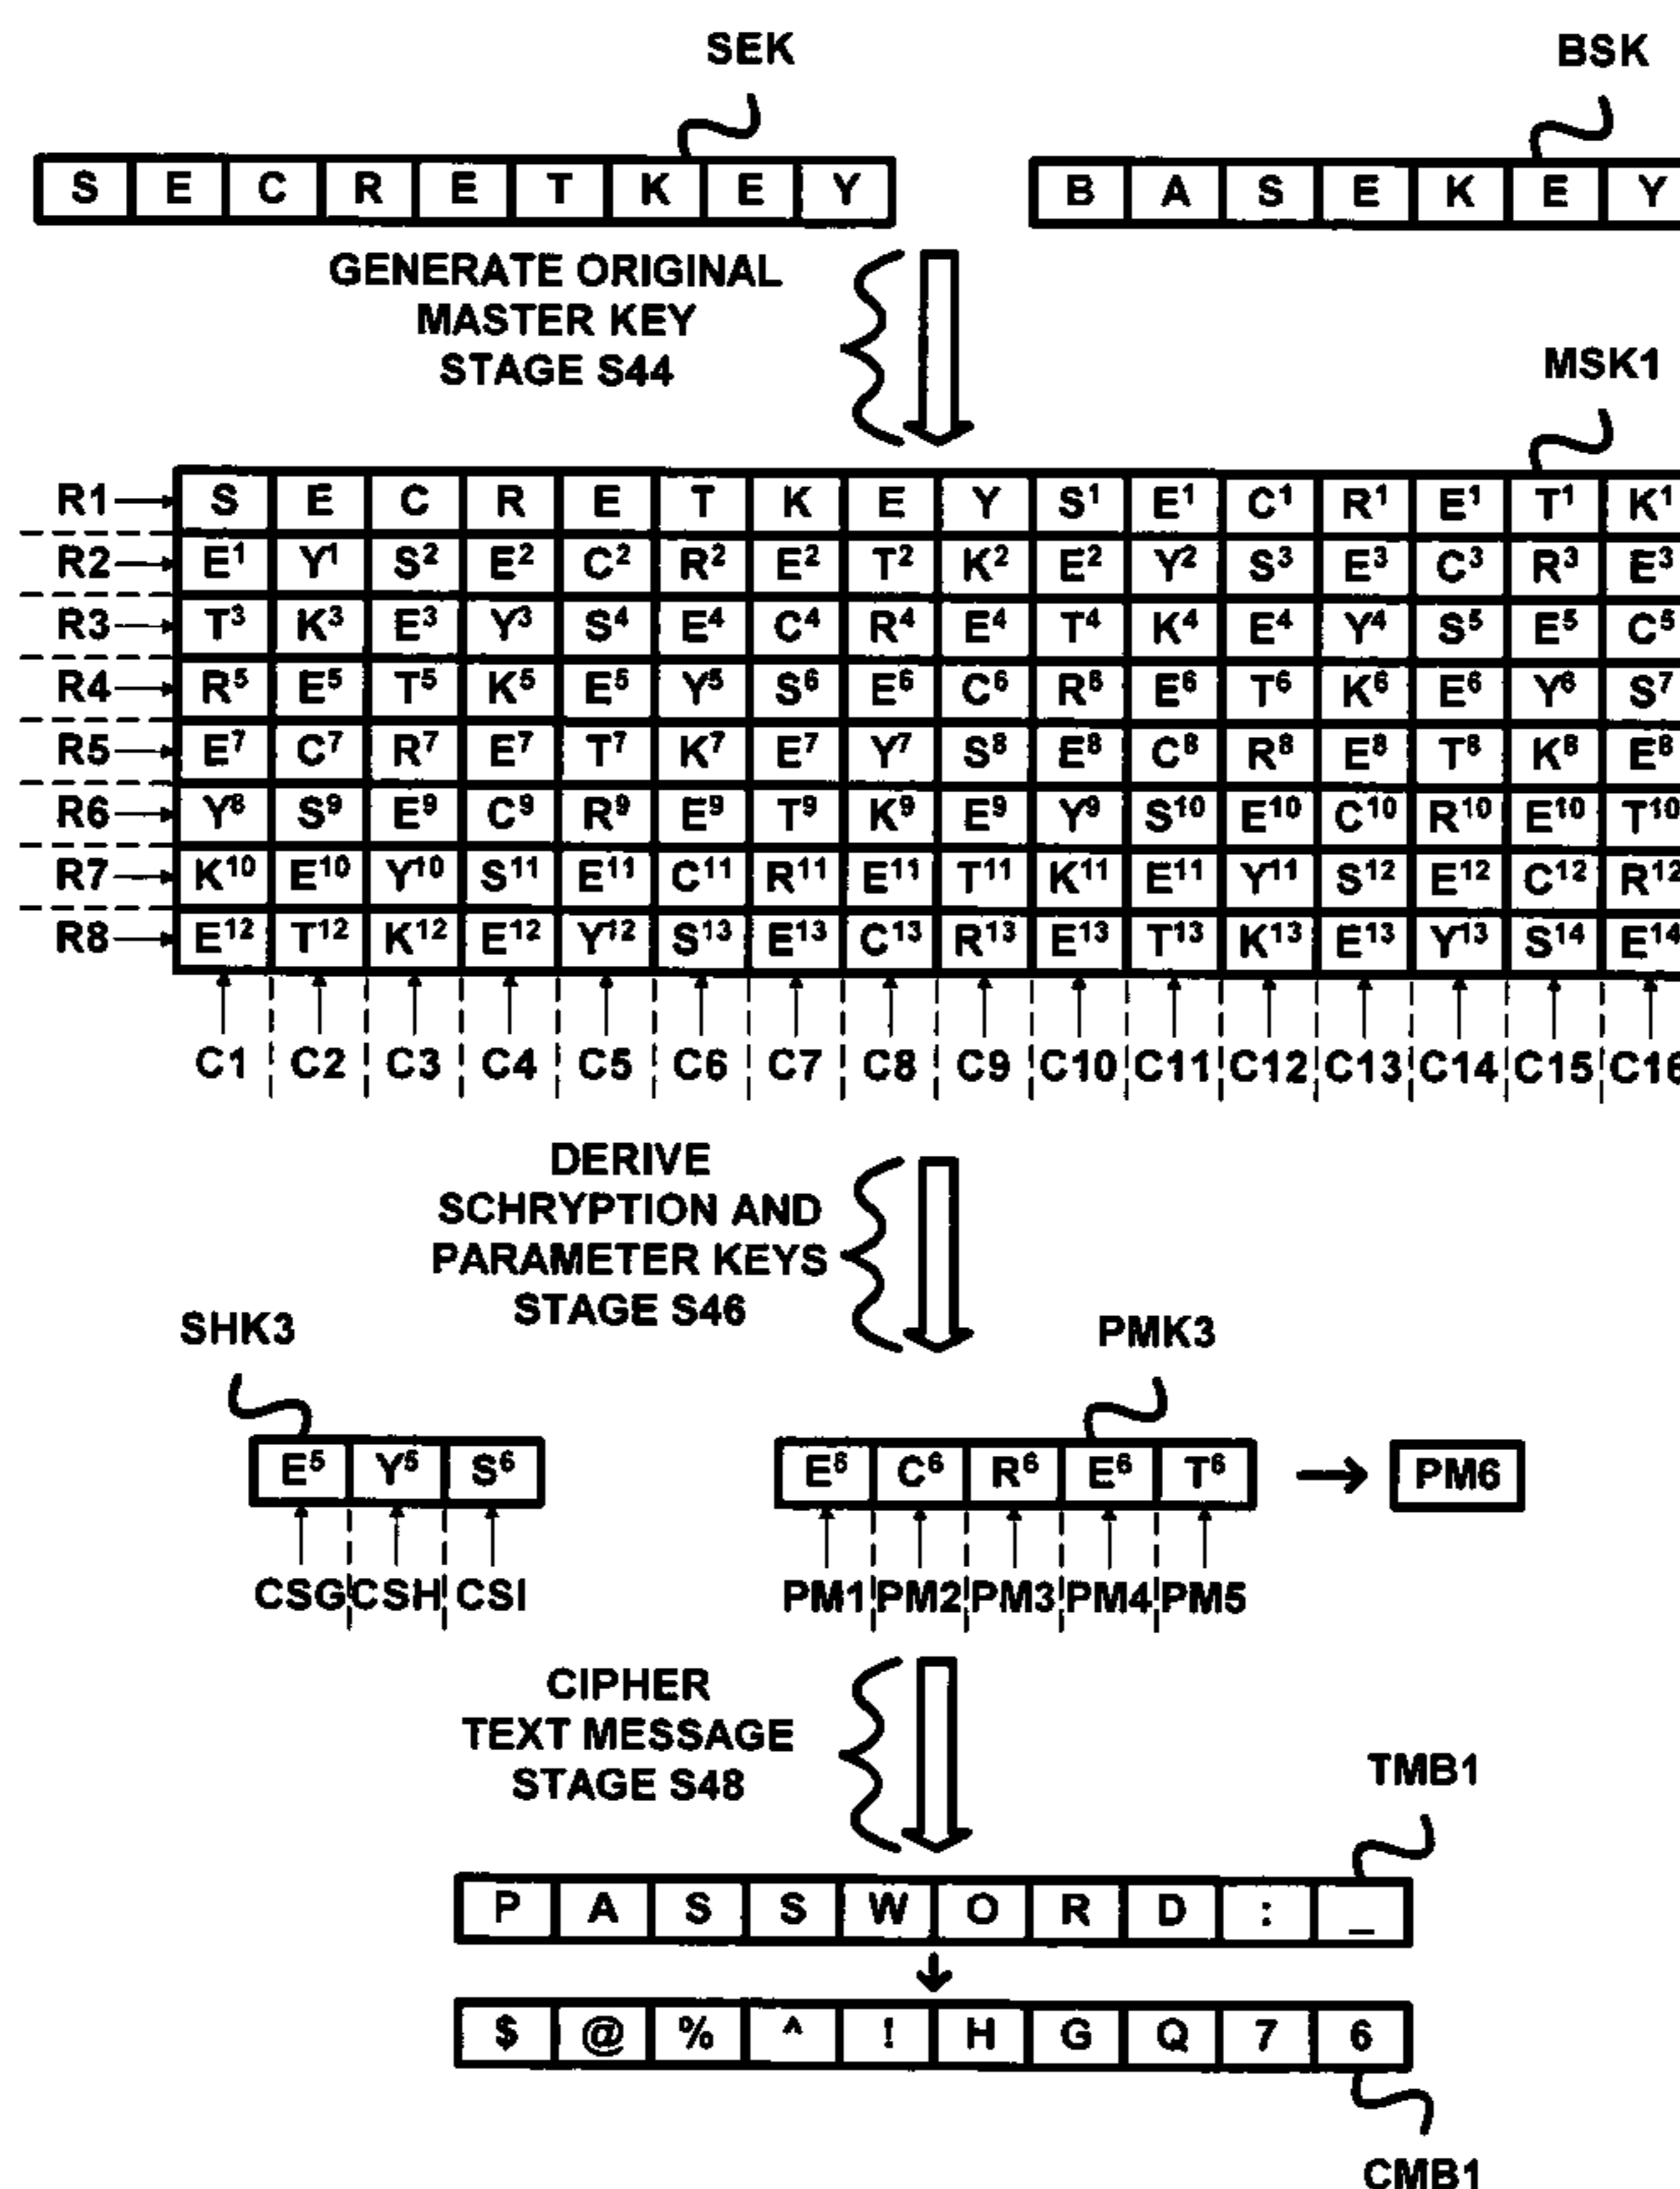 SEK BSK
S E C R E T K E Y B A S E K E Y
GENERATE ORIGINAL
MASTER KEY
STAGE S44
MSK1
R1 S E C R E T K E Y S¹ E¹ C¹ R¹ E¹ T¹ K¹
R2 E¹ Y¹ S² E² C² R² E² T² K² E² Y² S³ E³ C³ R³ E³
R3 T³ K³ E³ Y³ S⁴ E⁴ C⁴ R⁴ E⁴ T⁴ K⁴ E⁴ Y⁴ S⁵ E⁵ C⁵
R4 R⁵ E⁵ T⁵ K⁵ E⁵ Y⁵ S⁶ E⁶ C⁶ R⁶ E⁶ T⁶ K⁶ E⁶ Y⁶ S⁷
R5 E⁷ C⁷ R⁷ E⁷ T⁷ K⁷ E⁷ Y⁷ S⁸ E⁸ C⁸ R⁸ E⁸ T⁸ K⁸ E⁸
R6 Y⁸ S⁹ E⁹ C⁹ R⁹ E⁹ T⁹ K⁹ E⁹ Y⁹ S¹⁰ E¹⁰ C¹⁰ R¹⁰ E¹⁰ T¹⁰
R7 K¹⁰ E¹⁰ Y¹⁰ S¹¹ E¹¹ C¹¹ R¹¹ E¹¹ T¹¹ K¹¹ E¹¹ Y¹¹ S¹² E¹² C¹² R¹²
R8 E¹² T¹² K¹² E¹² Y¹² S¹³ E¹³ C¹³ R¹³ E¹³ T¹³ K¹³ E¹³ Y¹³ S¹⁴ E¹⁴
C1 C2 C3 C4 C5 C6 C7 C8 C9 C10 C11 C12 C13 C14 C15 C16
DERIVE
SCHRYPTION AND
PARAMETER KEYS
STAGE S46
SHK3 PMK3
E⁵ Y⁵ S⁶ E⁶ C⁶ R⁶ E⁶ T⁶ → PM6
CSG CSH CSI PM1 PM2 PM3 PM4 PM5
CIPHER
TEXT MESSAGE
STAGE S48
TMB1
P A S S W O R D : _
$ @ % ^ ! H G Q 7 6
CMB1